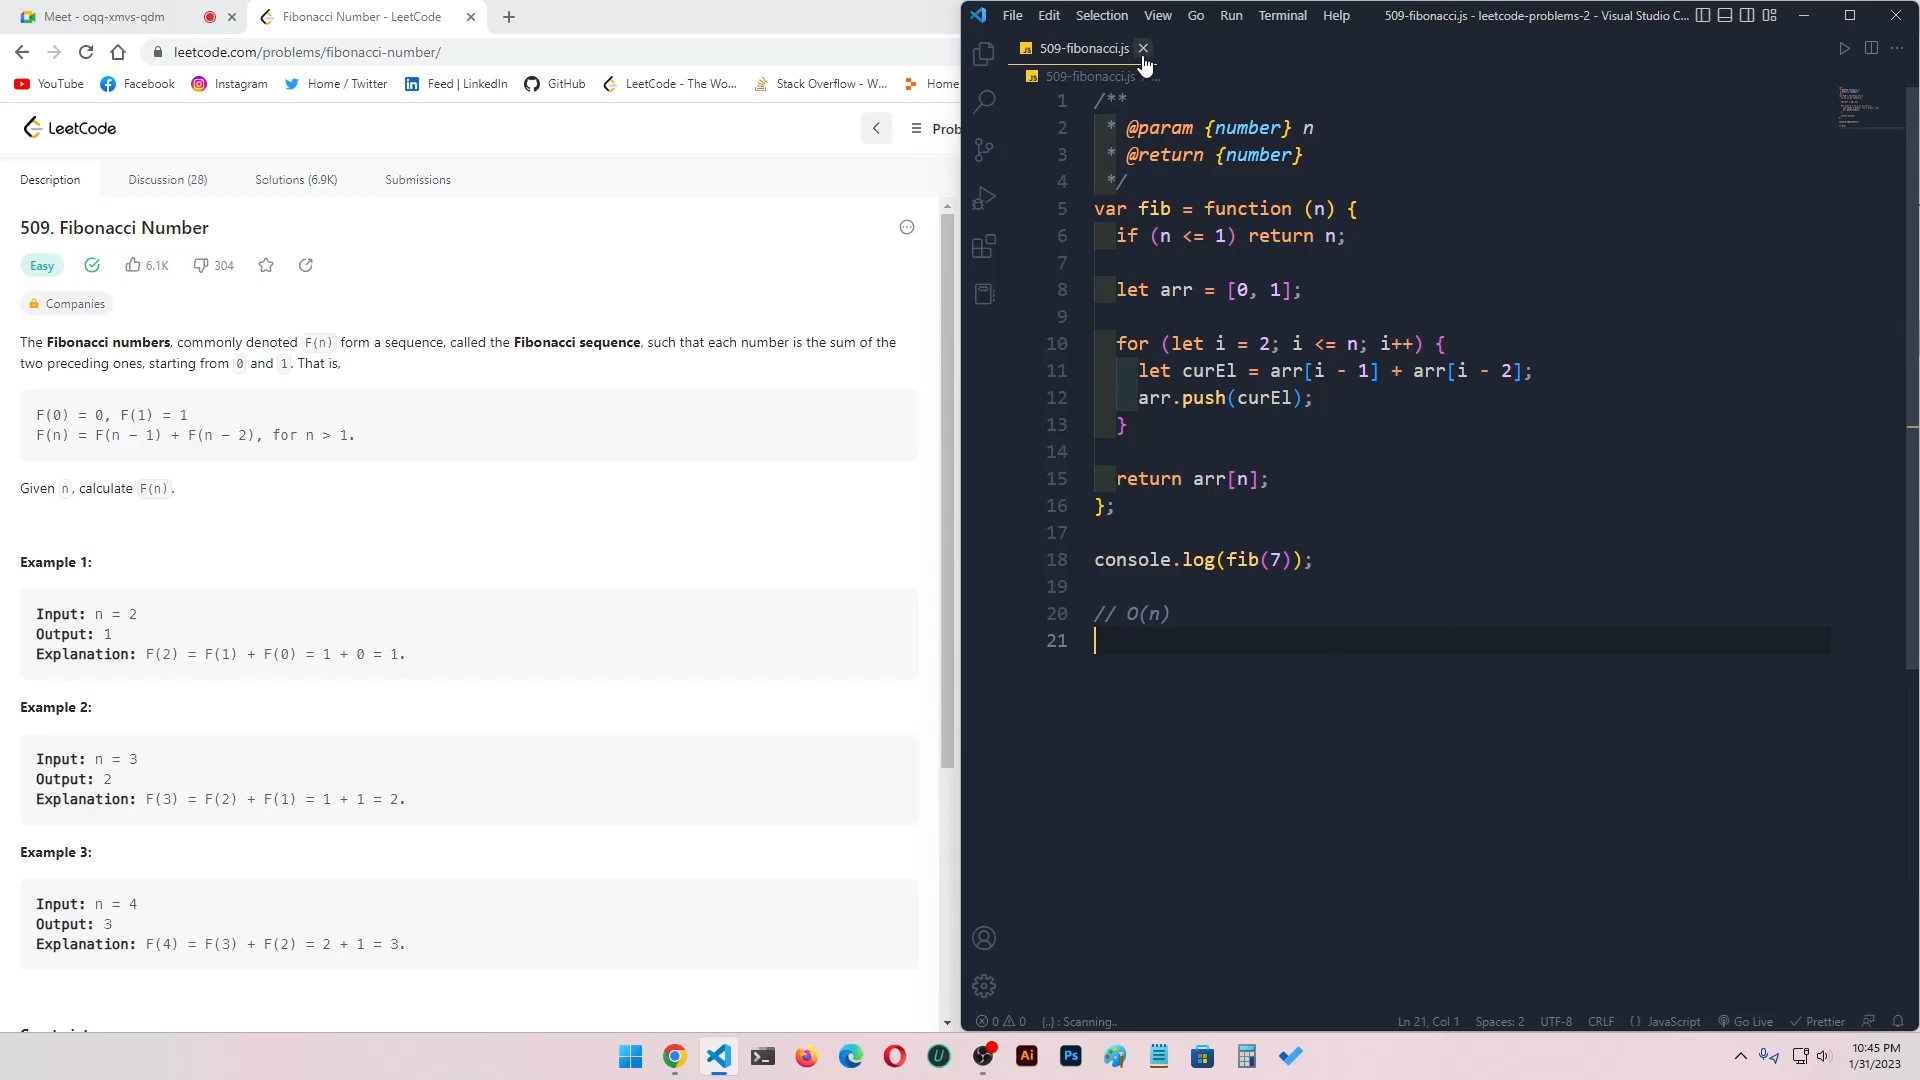 Meet - oqq-xmvs-qdm
Fibonacci Number - LeetCode
leetcode.com/problems/fibonacci-number/
YouTube
Facebook
Instagram
Home / Twitter
Feed | LinkedIn
GitHub
LeetCode - The Wo...
Stack Overflow - W...
Home
LeetCode
Prob
Description
Discussion (28)
Solutions (6.9K)
Submissions
509. Fibonacci Number
Easy
6.1K
304
Companies
The Fibonacci numbers, commonly denoted F(n) form a sequence, called the Fibonacci sequence, such that each number is the sum of the
two preceding ones, starting from 0 and 1. That is,
F(0) = 0, F(1) = 1
F(n) = F(n - 1) + F(n - 2), for n > 1.
Given n, calculate F(n).
Example 1:
Input: n = 2
Output: 1
Explanation: F(2) = F(1) + F(0) = 1 + 0 = 1.
Example 2:
Input: n = 3
Output: 2
Explanation: F(3) = F(2) + F(1) = 1 + 1 = 2.
Example 3:
Input: n = 4
Output: 3
Explanation: F(4) = F(3) + F(2) = 2 + 1 = 3.
File Edit Selection View Go Run Terminal Help
509-fibonacci.js - leetcode-problems-2 - Visual Studio C...
JS 509-fibonacci.js
JS 509-fibonacci.js > ...
1 /**
2 * @param {number} n
3 * @return {number}
4 */
5 var fib = function (n) {
6 if (n <= 1) return n;
7
8 let arr = [0, 1];
9
10 for (let i = 2; i <= n; i++) {
11 let curEl = arr[i - 1] + arr[i - 2];
12 arr.push(curEl);
13 }
14
15 return arr[n];
16 };
17
18 console.log(fib(7));
19
20 // O(n)
21
0 0 {..} : Scanning..
Ln 21, Col 1
Spaces: 2
UTF-8
CRLF
{} JavaScript
Go Live
Prettier
U
Ai
Ps
10:45 PM
1/31/2023